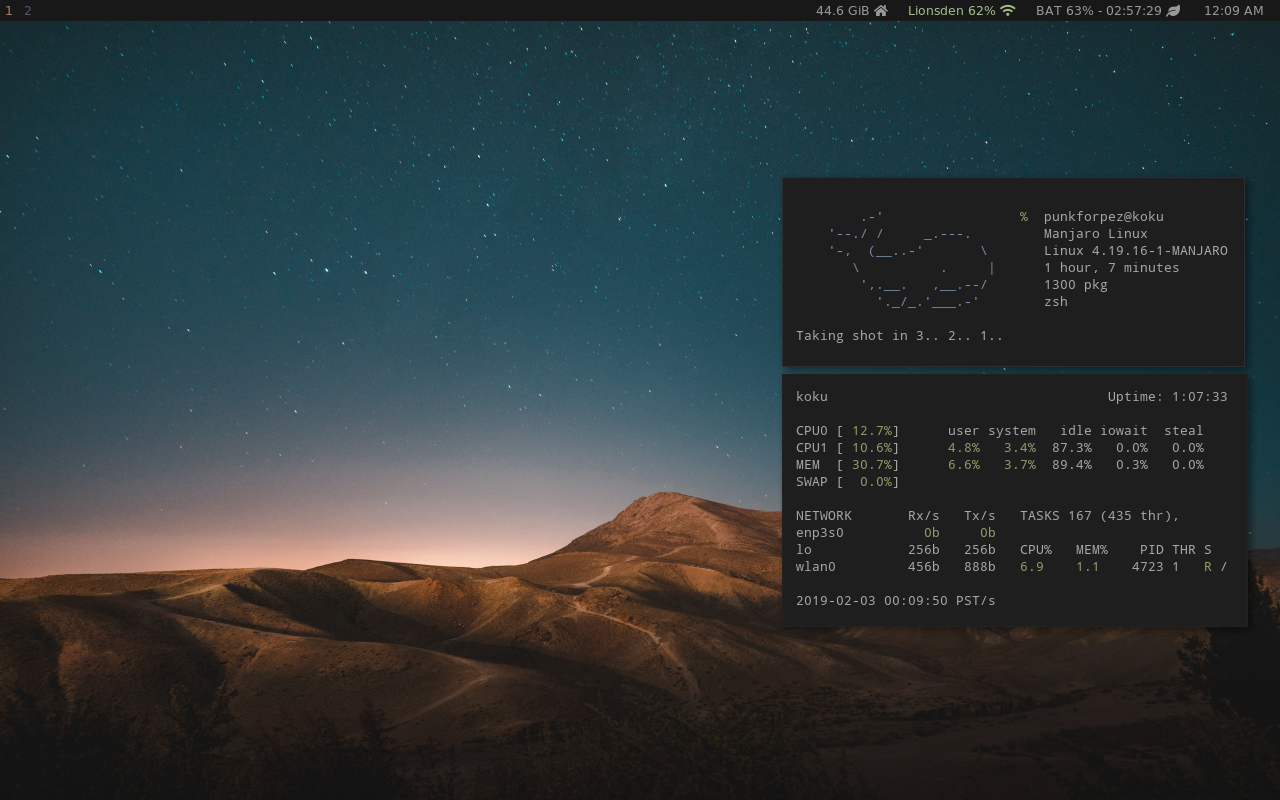 1 2 44.6 GiB Lionsden 62% BAT 63% - 02:57:29 12:09 AM
% punkforpez@koku
Manjaro Linux
Linux 4.19.16-1-MANJARO
1 hour, 7 minutes
1300 pkg
zsh
Taking shot in 3.. 2.. 1..
koku Uptime: 1:07:33
CPU0 [ 12.7%] user system idle iowait steal
CPU1 [ 10.6%] 4.8% 3.4% 87.3% 0.0% 0.0%
MEM [ 30.7%] 6.6% 3.7% 89.4% 0.3% 0.0%
SWAP [ 0.0%]
NETWORK Rx/s Tx/s TASKS 167 (435 thr),
enp3s0 0b 0b
lo 256b 256b CPU% MEM% PID THR S
wlan0 456b 888b 6.9 1.1 4723 1 R /
2019-02-03 00:09:50 PST/s